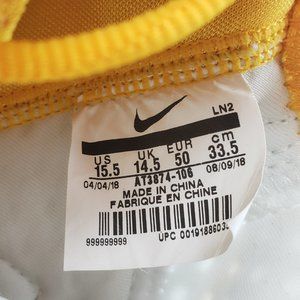 LN2
US UK EUR cm
15.5 14.5 50 33.5
04/04/18 AT3874-106 08/09/18
MADE IN CHINA
FABRIQUE EN CHINE
999999999
UPC